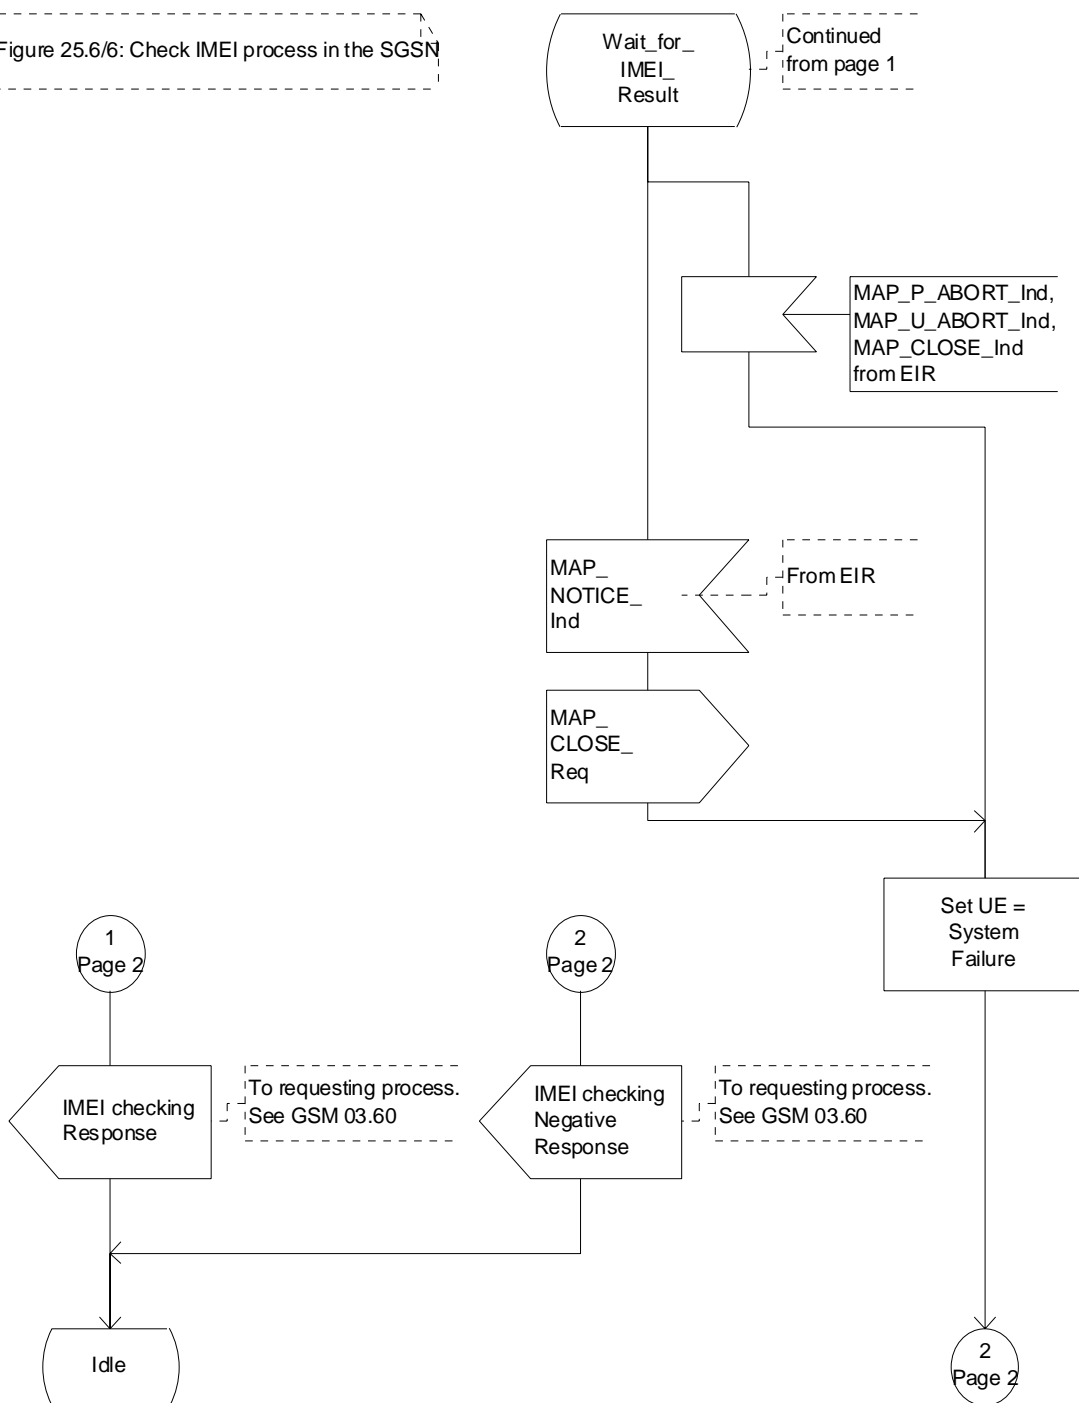 Figure 25.6/6: Check IMEI process in the SGSN
Wait_for_
IMEI_
Result
Continued
from page 1
MAP_P_ABORT_Ind,
MAP_U_ABORT_Ind,
MAP_CLOSE_Ind
from EIR
MAP_
NOTICE_
Ind
From EIR
MAP_
CLOSE_
Req
Set UE =
System
Failure
1
Page 2
2
Page 2
IMEI checking
Response
To requesting process.
See GSM 03.60
IMEI checking
Negative
Response
To requesting process.
See GSM 03.60
Idle
2
Page 2